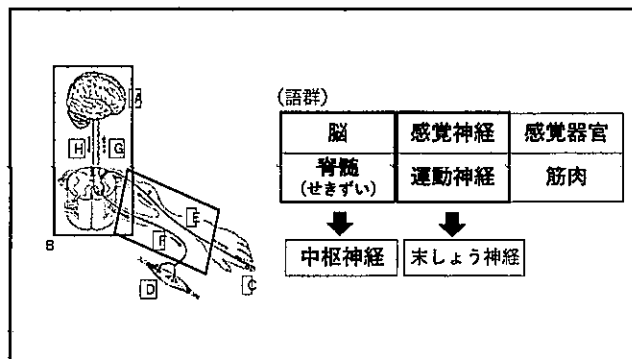 A
H G
B
E
F
D
C
(語群)
脳 感覚神経 感覚器官
脊髄 運動神経 筋肉
(せきずい)
中枢神経 末しょう神経